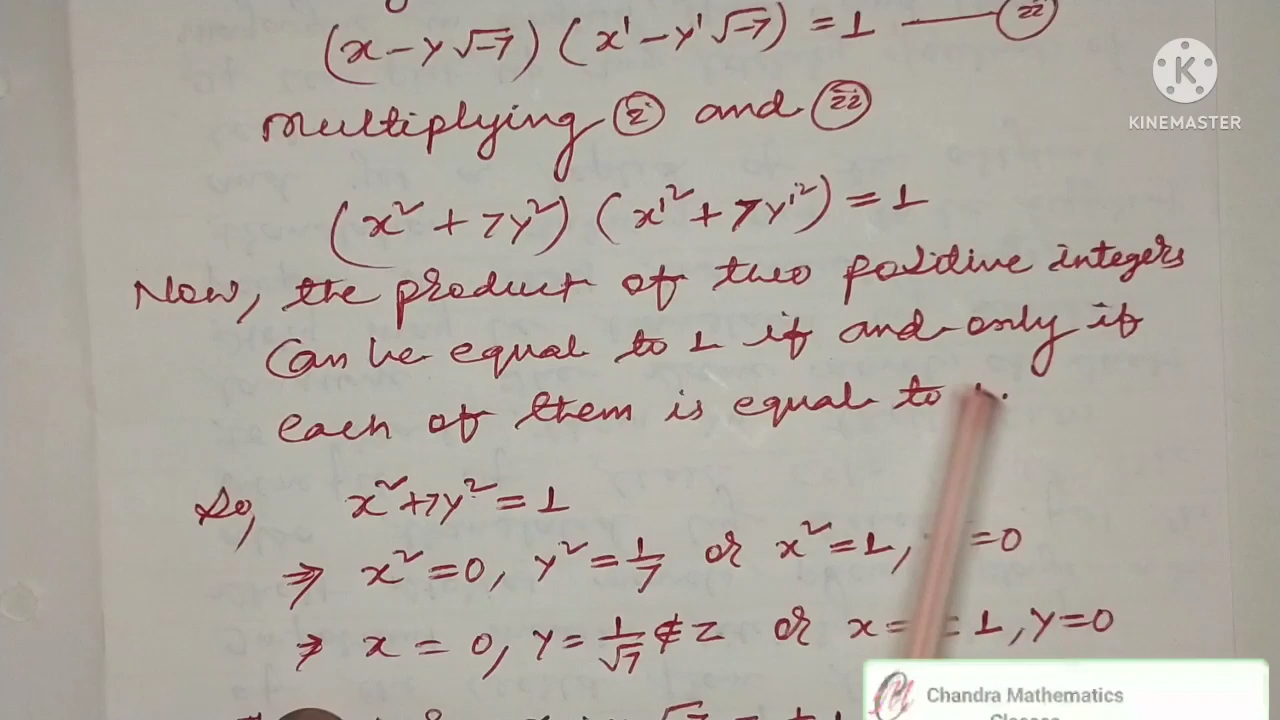 (x-y√-7) (x'-y'√-7) = 1 —— (ii)
K
KINEMASTER
Multiplying (i) and (ii)
(x²+7y²) (x'²+7y'²) = 1
Now, the product of two positive integers
can be equal to 1 if and only if
each of them is equal to
So, x²+7y² = 1
⇒ x² = 0, y² = 1/7 or x² = 1, =0
⇒ x = 0, y = 1/√7 ∉ Z or x = 1, y=0
Chandra Mathematics
Classes